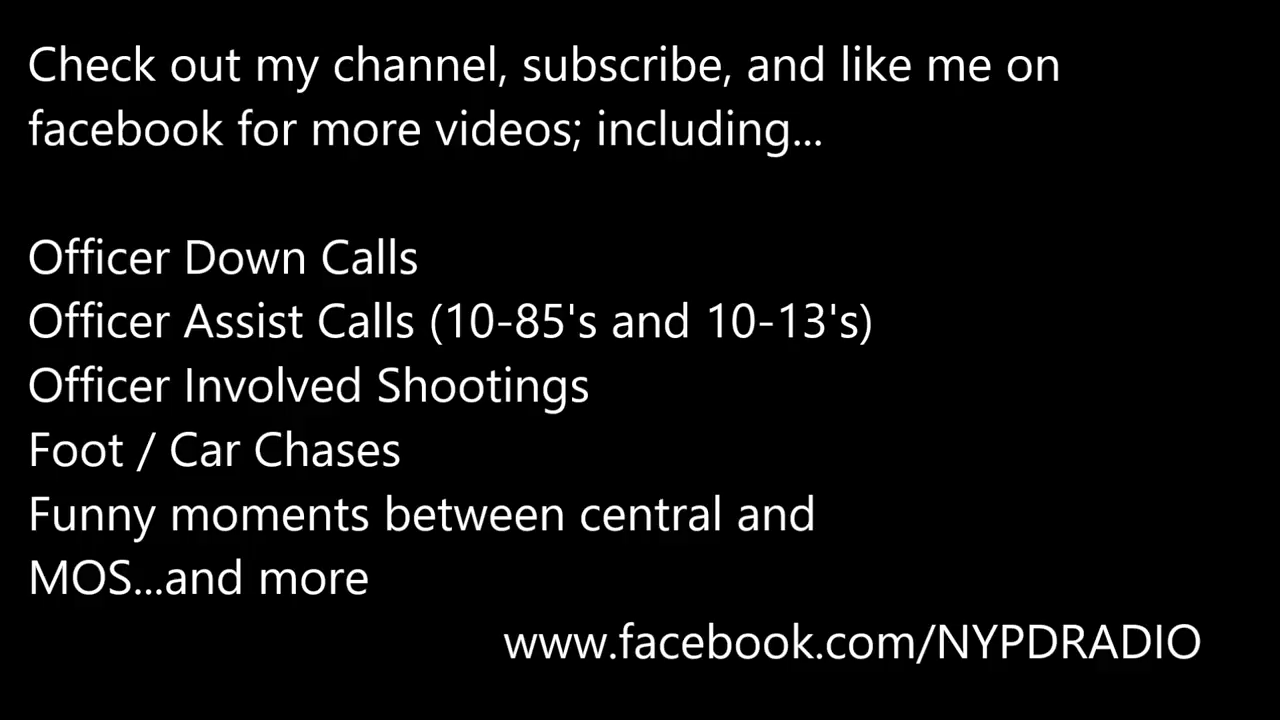 Check out my channel, subscribe, and like me on
facebook for more videos; including...
Officer Down Calls
Officer Assist Calls (10-85's and 10-13's)
Officer Involved Shootings
Foot / Car Chases
Funny moments between central and
MOS...and more
www.facebook.com/NYPDRADIO